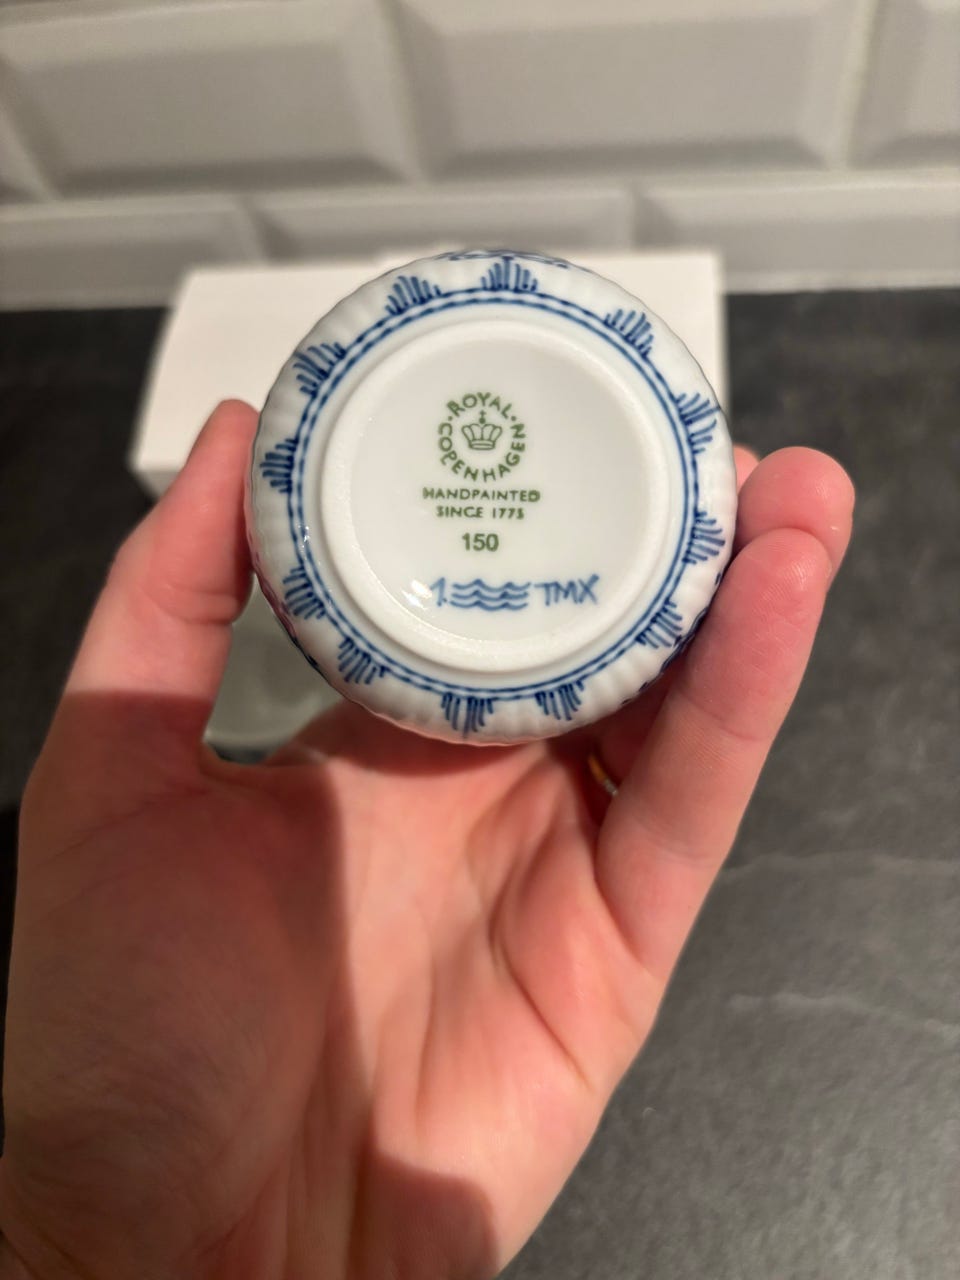 ROYAL
COPENHAGEN
HANDPAINTED
SINCE 1775
150
1. TMX